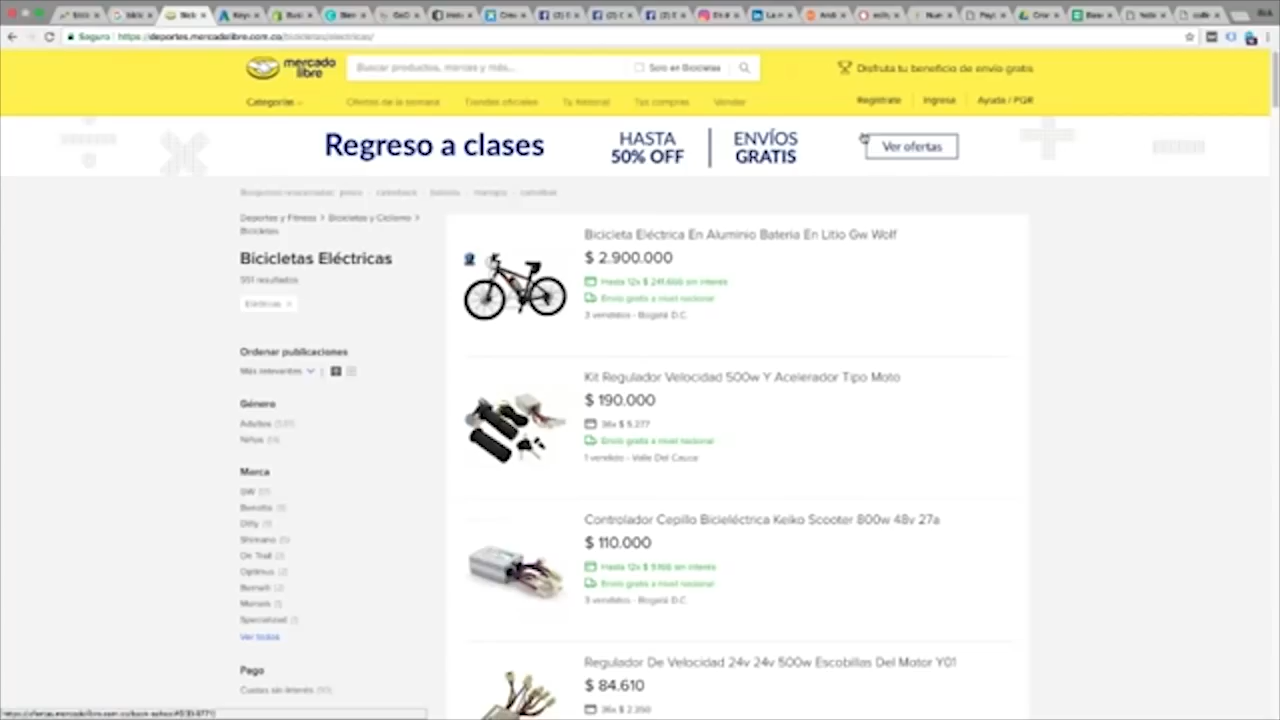 Seguro https://deportes.mercadolibre.com.co/bicicletas/electricas/
mercado libre
Buscar productos, marcas y más...
Solo en Bicicletas
Disfruta tu beneficio de envío gratis
Categorías
Ofertas de la semana
Tiendas oficiales
Tu historial
Tus compras
Vender
Regístrate
Ingresa
Ayuda / PQR
Regreso a clases
HASTA
50% OFF
ENVÍOS
GRATIS
Ver ofertas
Deportes y Fitness > Bicicletas y Ciclismo >
Bicicletas
Bicicletas Eléctricas
551 resultados
Eléctricas
Ordenar publicaciones
Más relevantes
Género
Adultos
Niños
Marca
GW
Benotto
Shimano
On Trail
Optimus
Specialized
Ver todos
Pago
Cuotas sin interés
Bicicleta Eléctrica En Aluminio Bateria En Litio Gw Wolf
$ 2.900.000
Hasta 12x $ 241.666 sin interés
Envío gratis a nivel nacional
3 vendidos - Bogotá D.C.
Kit Regulador Velocidad 500w Y Acelerador Tipo Moto
$ 190.000
36x $ 5.277
Envío gratis a nivel nacional
1 vendido - Valle Del Cauca
Controlador Cepillo Bicieléctrica Keiko Scooter 800w 48v 27a
$ 110.000
Hasta 12x $ 9.166 sin interés
Envío gratis a nivel nacional
3 vendidos - Bogotá D.C.
Regulador De Velocidad 24v 24v 500w Escobillas Del Motor Y01
$ 84.610
36x $ 2.350